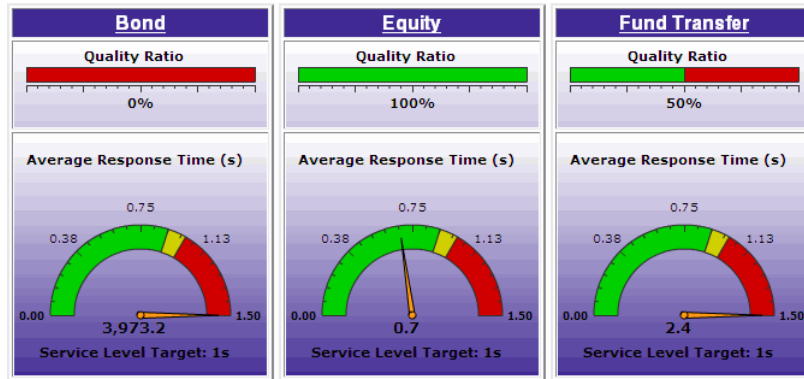 Bond
Quality Ratio
0%
Average Response Time (s)
0.75
0.38
1.13
0.00
1.50
3,973.2
Service Level Target: 1s
Equity
Quality Ratio
100%
Average Response Time (s)
0.75
0.38
1.13
0.00
1.50
0.7
Service Level Target: 1s
Fund Transfer
Quality Ratio
50%
Average Response Time (s)
0.75
0.38
1.13
0.00
1.50
2.4
Service Level Target: 1s